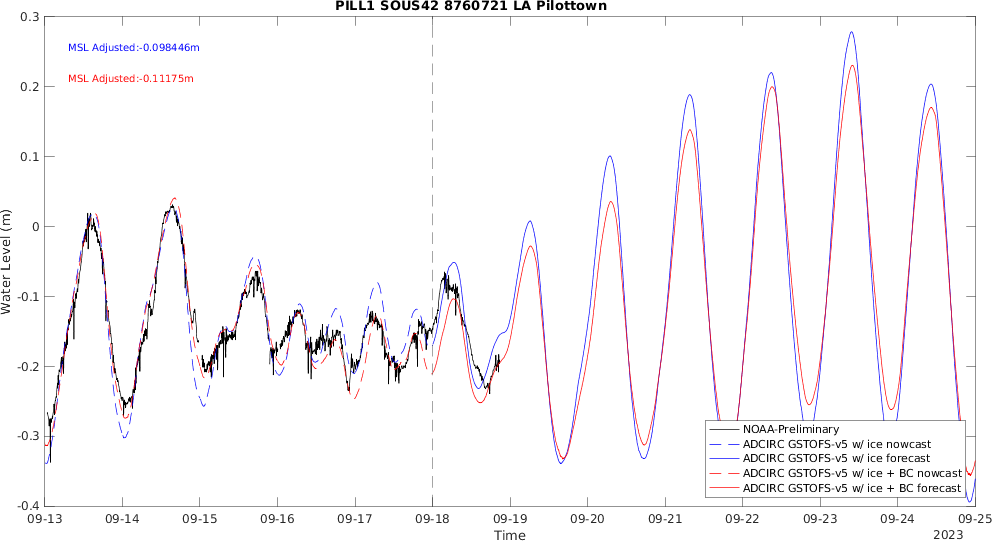 PILL1 SOUS42 8760721 LA Pilottown
MSL Adjusted:-0.098446m
MSL Adjusted:-0.11175m
Water Level (m)
0.3
0.2
0.1
0
-0.1
-0.2
-0.3
-0.4
NOAA-Preliminary
ADCIRC GSTOFS-v5 w/ ice nowcast
ADCIRC GSTOFS-v5 w/ ice forecast
ADCIRC GSTOFS-v5 w/ ice + BC nowcast
ADCIRC GSTOFS-v5 w/ ice + BC forecast
09-13 09-14 09-15 09-16 09-17 09-18 09-19 09-20 09-21 09-22 09-23 09-24 09-25
Time
2023